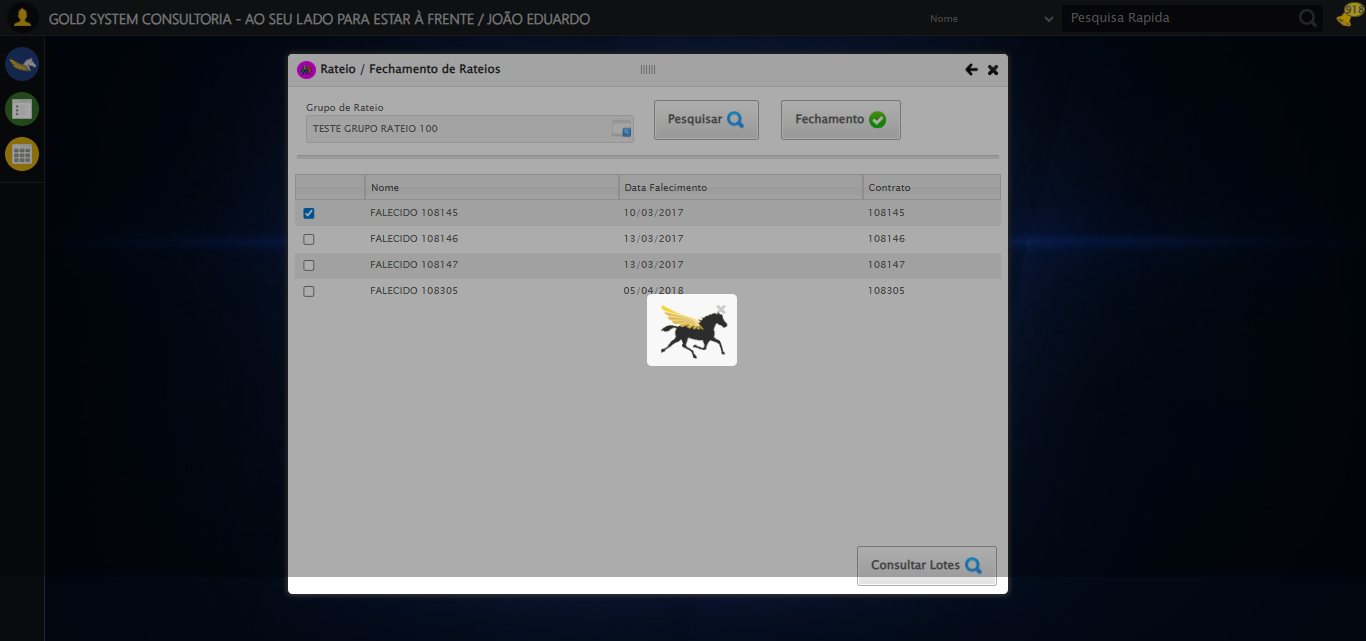 GOLD SYSTEM CONSULTORIA - AO SEU LADO PARA ESTAR À FRENTE / JOÃO EDUARDO
Nome
Pesquisa Rapida
918
Rateio / Fechamento de Rateios
Grupo de Rateio
TESTE GRUPO RATEIO 100
Pesquisar
Fechamento
Nome Data Falecimento Contrato
FALECIDO 108145 10/03/2017 108145
FALECIDO 108146 13/03/2017 108146
FALECIDO 108147 13/03/2017 108147
FALECIDO 108305 05/04/2018 108305
Consultar Lotes